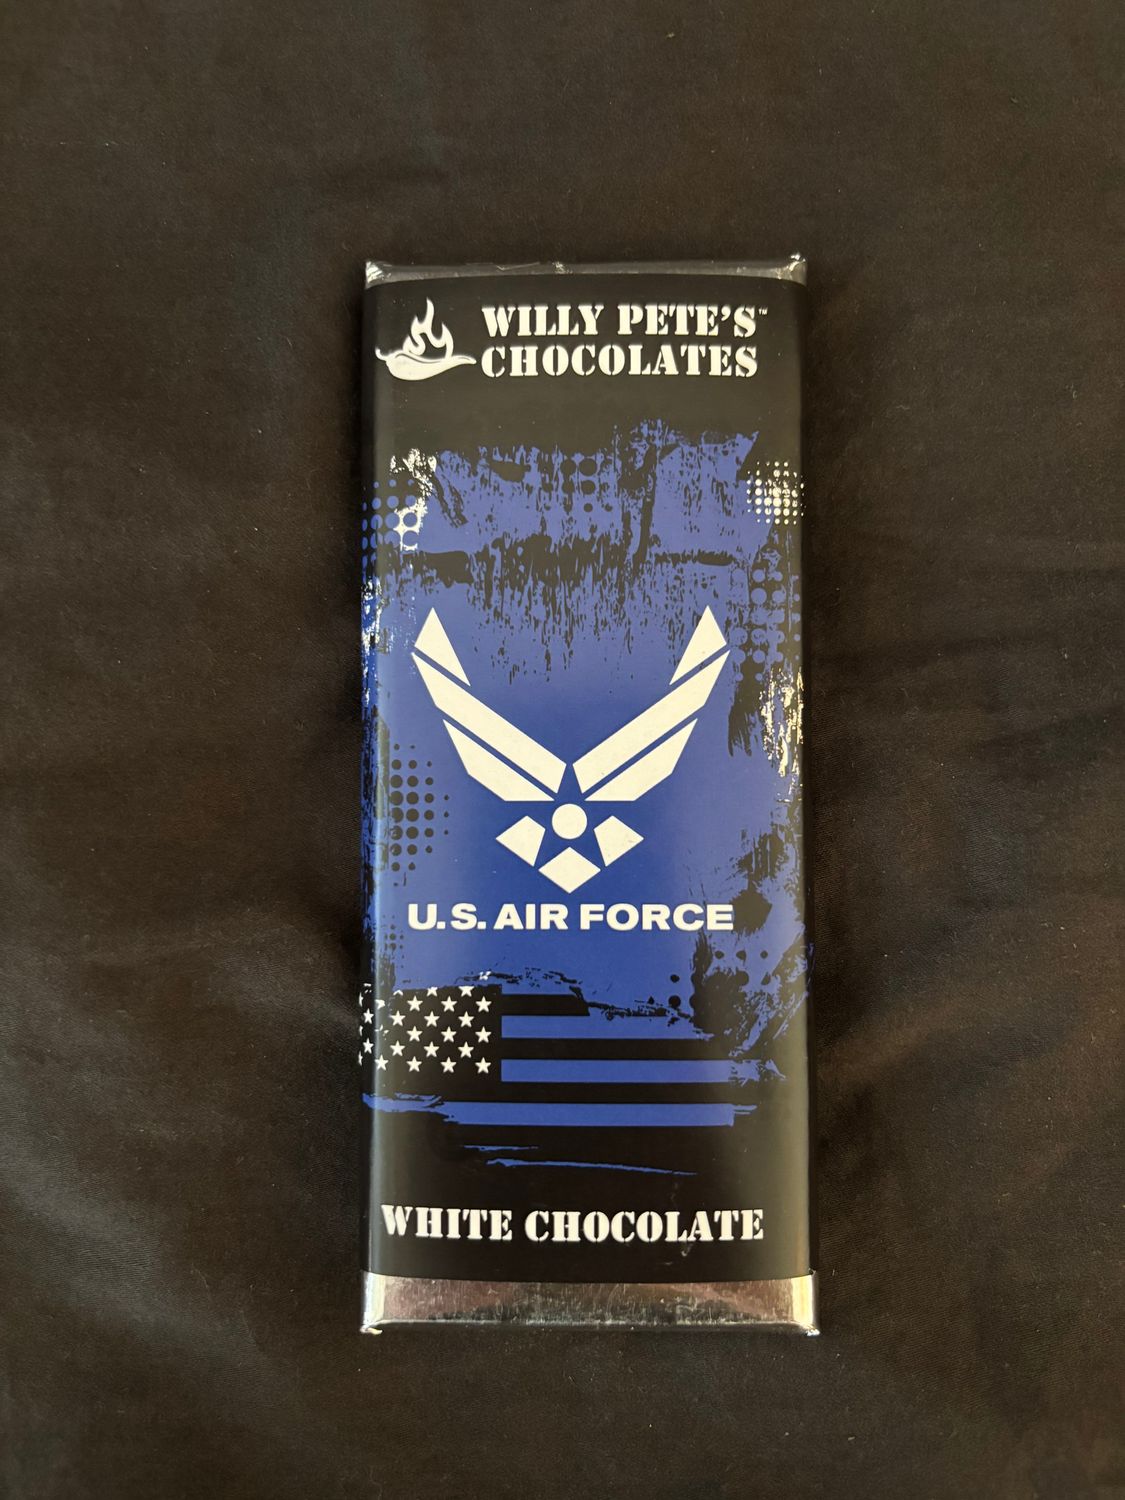 WILLY PETE'S™
CHOCOLATES
U.S. AIR FORCE
WHITE CHOCOLATE